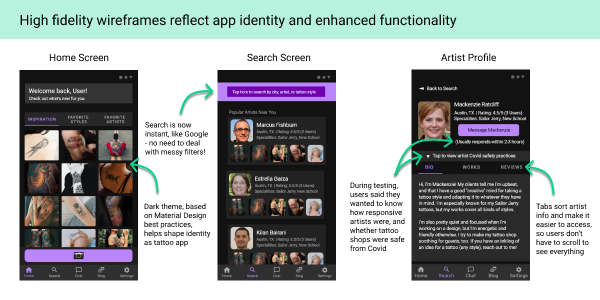 High fidelity wireframes reflect app identity and enhanced functionality
Home Screen
Welcome back, User!
Check out what's new for you.
INSPIRATION
FAVORITE
STYLES
FAVORITE
ARTISTS
Home
Search
Chat
Blog
Settings
Search is now
instant, like Google
- no need to deal
with messy filters!
Dark theme, based
on Material Design
best practices,
helps shape identity
as tattoo app
Search Screen
Tap here to search by city, artist, or tattoo style
Popular Artists Near You
Marcus Fishburn
Austin, TX | Rating: 4.5/5 (3 Users)
Specialities: Sailor Jerry, New School
Estrella Garza
Austin, TX | Rating: 4.5/5 (3 Users)
Specialities: Sailor Jerry, New School
Kilian Bairani
Austin, TX | Rating: 4.5/5 (3 Users)
Specialities: Sailor Jerry, New School
Home
Search
Chat
Blog
Settings
During testing,
users said they
wanted to know
how responsive
artists were, and
whether tattoo
shops were safe
from Covid
Artist Profile
Back to Search
Mackenzie Ratcliff
Austin, TX | Rating: 4.5/5 (3 Users)
Specialities: Sailor Jerry, New School
Message Mackenzie
(Usually responds within 2-3 hours)
Tap to view artist Covid safety practices
BIO
WORKS
REVIEWS
Hi, I'm Mackenzie! My clients tell me I'm upbeat,
and that I have a good "creative" mind for taking a
tattoo style and adapting it to whatever they have
in mind. I'm especially known for my Sailor Jerry
tattoos, but my work covers all kinds of styles.
I'm also pretty quiet and focused when I'm
working on a design, but I'm energetic and
friendly otherwise. I try to make my tattoo shop
soothing for guests, too. If you have an inkling of
an idea for a tattoo (any style), reach out to me!
Home
Search
Chat
Blog
Settings
Tabs sort artist
info and make it
easier to access,
so users don't
have to scroll to
see everything